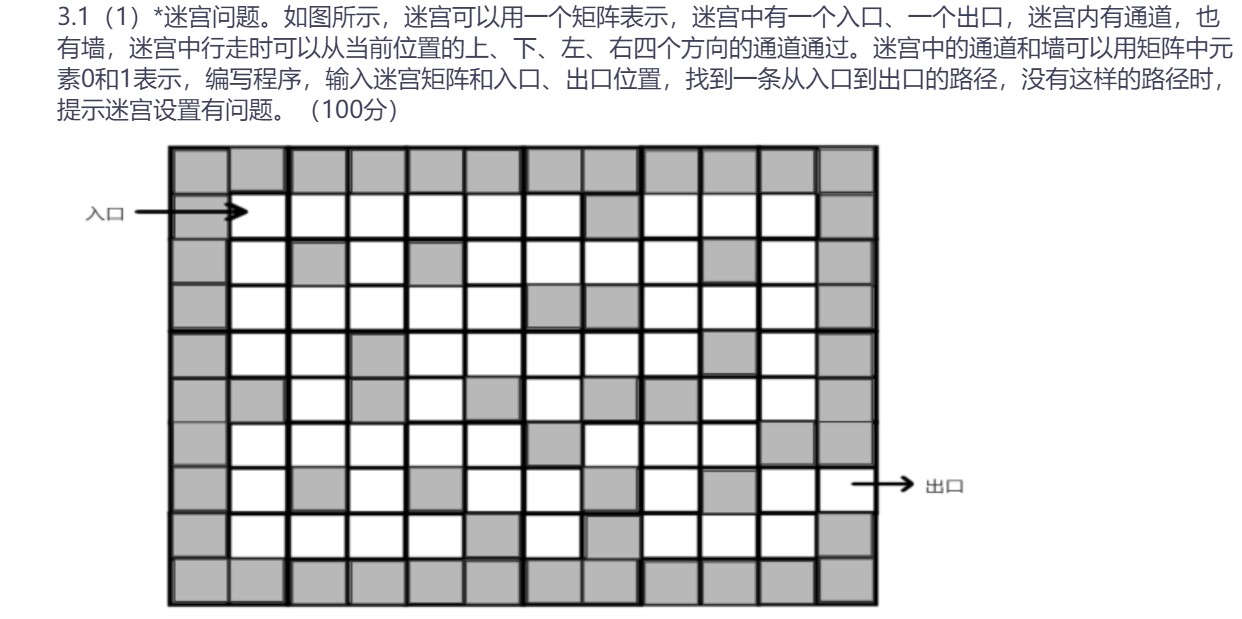 3.1（1）*迷宫问题。如图所示，迷宫可以用一个矩阵表示，迷宫中有一个入口、一个出口，迷宫内有通道，也
有墙，迷宫中行走时可以从当前位置的上、下、左、右四个方向的通道通过。迷宫中的通道和墙可以用矩阵中元
素0和1表示，编写程序，输入迷宫矩阵和入口、出口位置，找到一条从入口到出口的路径，没有这样的路径时，
提示迷宫设置有问题。（100分）
入口
出口